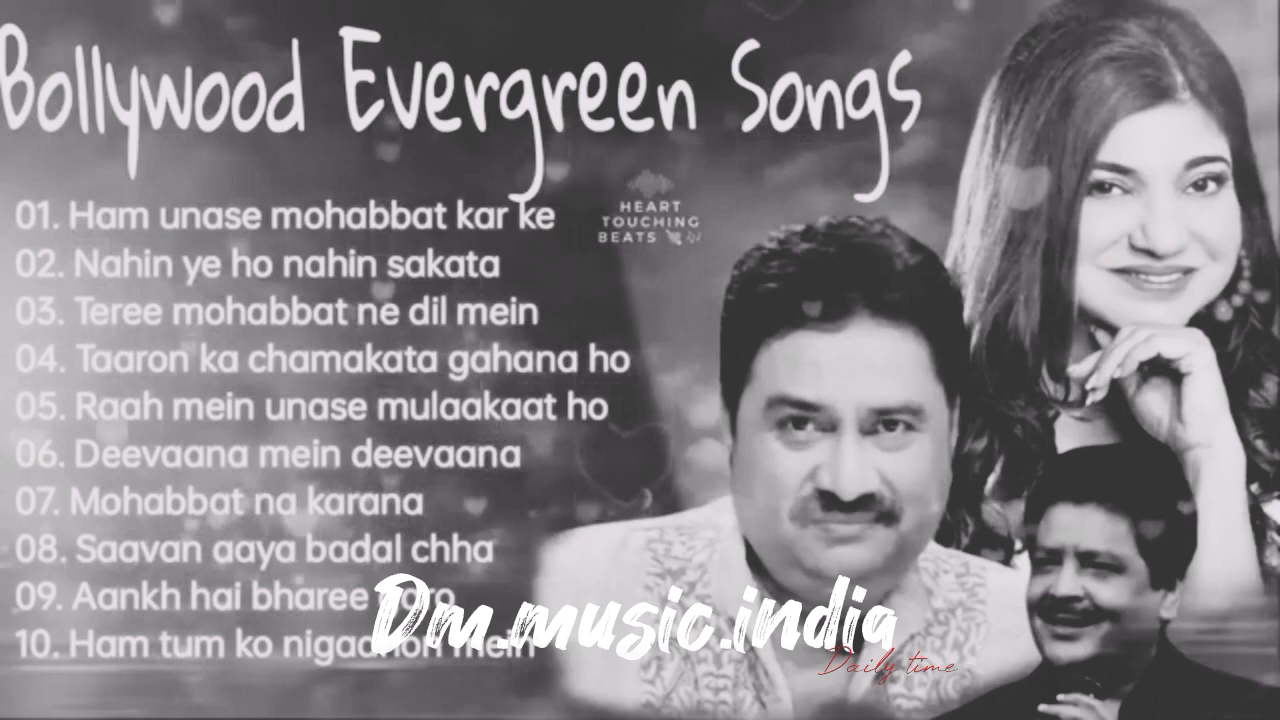 Bollywood Evergreen Songs
HEART
TOUCHING
BEATS
01. Ham unase mohabbat kar ke
02. Nahin ye ho nahin sakata
03. Teree mohabbat ne dil mein
04. Taaron ka chamakata gahana ho
05. Raah mein unase mulaakaat ho
06. Deevaana mein deevaana
07. Mohabbat na karana
08. Saavan aaya badal chha
09. Aankh hai bharee
10. Ham tum ko mein
Dm.music.india
Daily time